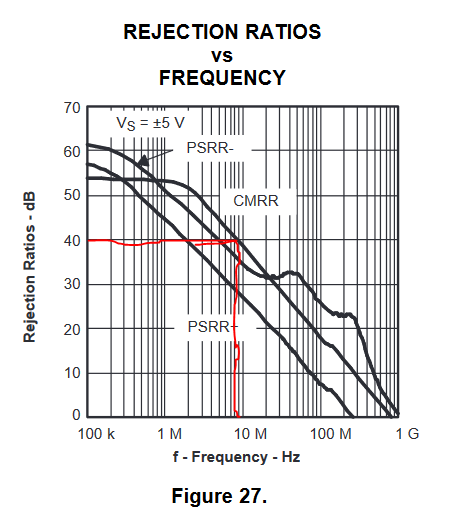 REJECTION RATIOS
vs
FREQUENCY
70
VS = ±5 V
60
PSRR-
50
CMRR
40
30
20
PSRR+
10
0
Rejection Ratios - dB
100 k 1 M 10 M 100 M 1 G
f - Frequency - Hz
Figure 27.